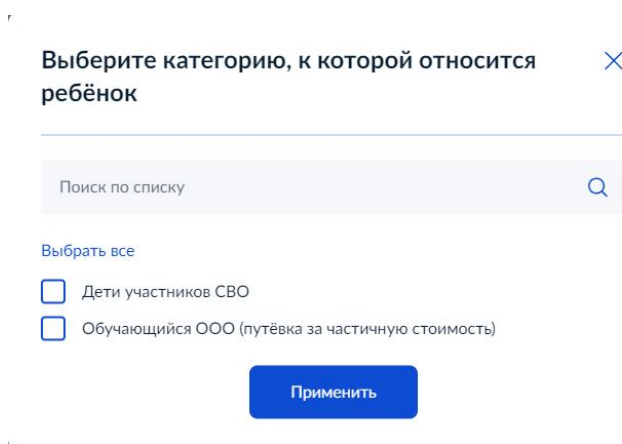 Выберите категорию, к которой относится
ребёнок
Поиск по списку
Выбрать все
Дети участников СВО
Обучающийся ООО (путёвка за частичную стоимость)
Применить